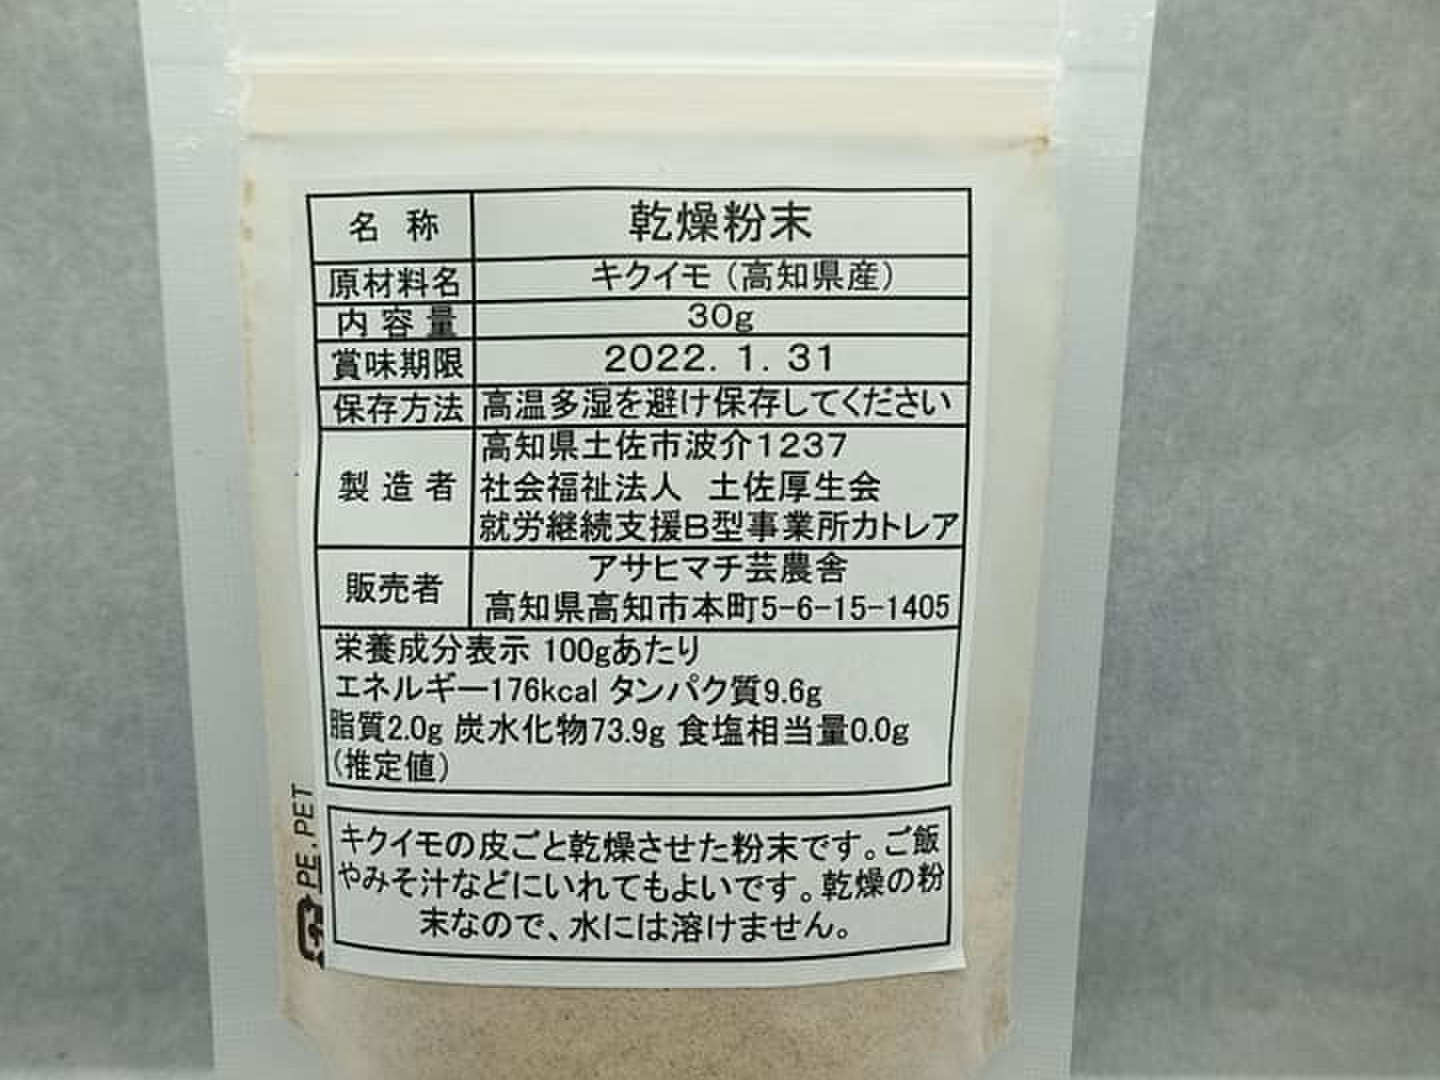 名 称 乾燥粉末
原材料名 キクイモ（高知県産）
内 容 量 30g
賞味期限 2022. 1. 31
保存方法 高温多湿を避け保存してください
製 造 者
高知県土佐市波介1237
社会福祉法人　土佐厚生会
就労継続支援B型事業所カトレア
販売者
アサヒマチ芸農舎
高知県高知市本町5-6-15-1405
栄養成分表示 100gあたり
エネルギー176kcal タンパク質9.6g
脂質2.0g 炭水化物73.9g 食塩相当量0.0g
（推定値）
キクイモの皮ごと乾燥させた粉末です。ご飯
やみそ汁などにいれてもよいです。乾燥の粉
末なので、水には溶けません。
PE,PET